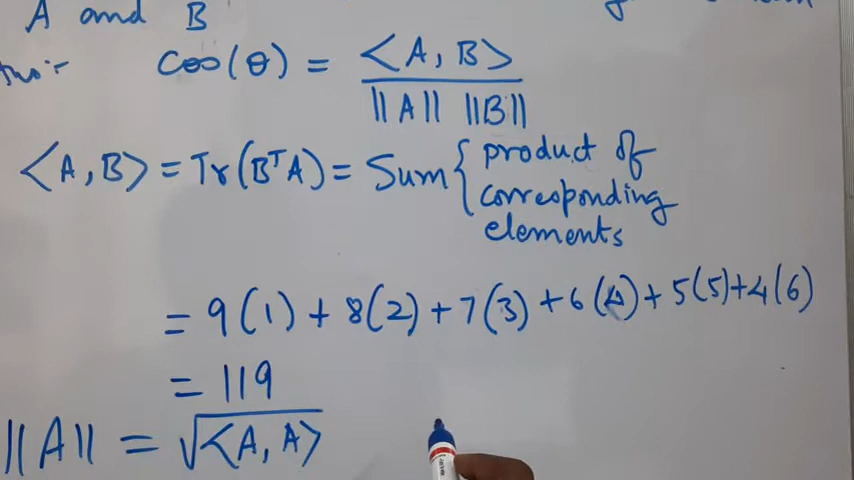 A and B
cos(θ) = <A, B>
||A|| ||B||
<A, B> = Tr(BᵀA) = Sum { product of
corresponding
elements
= 9(1) + 8(2) + 7(3) + 6(4) + 5(5) + 4(6)
= 119
||A|| = √<A, A>